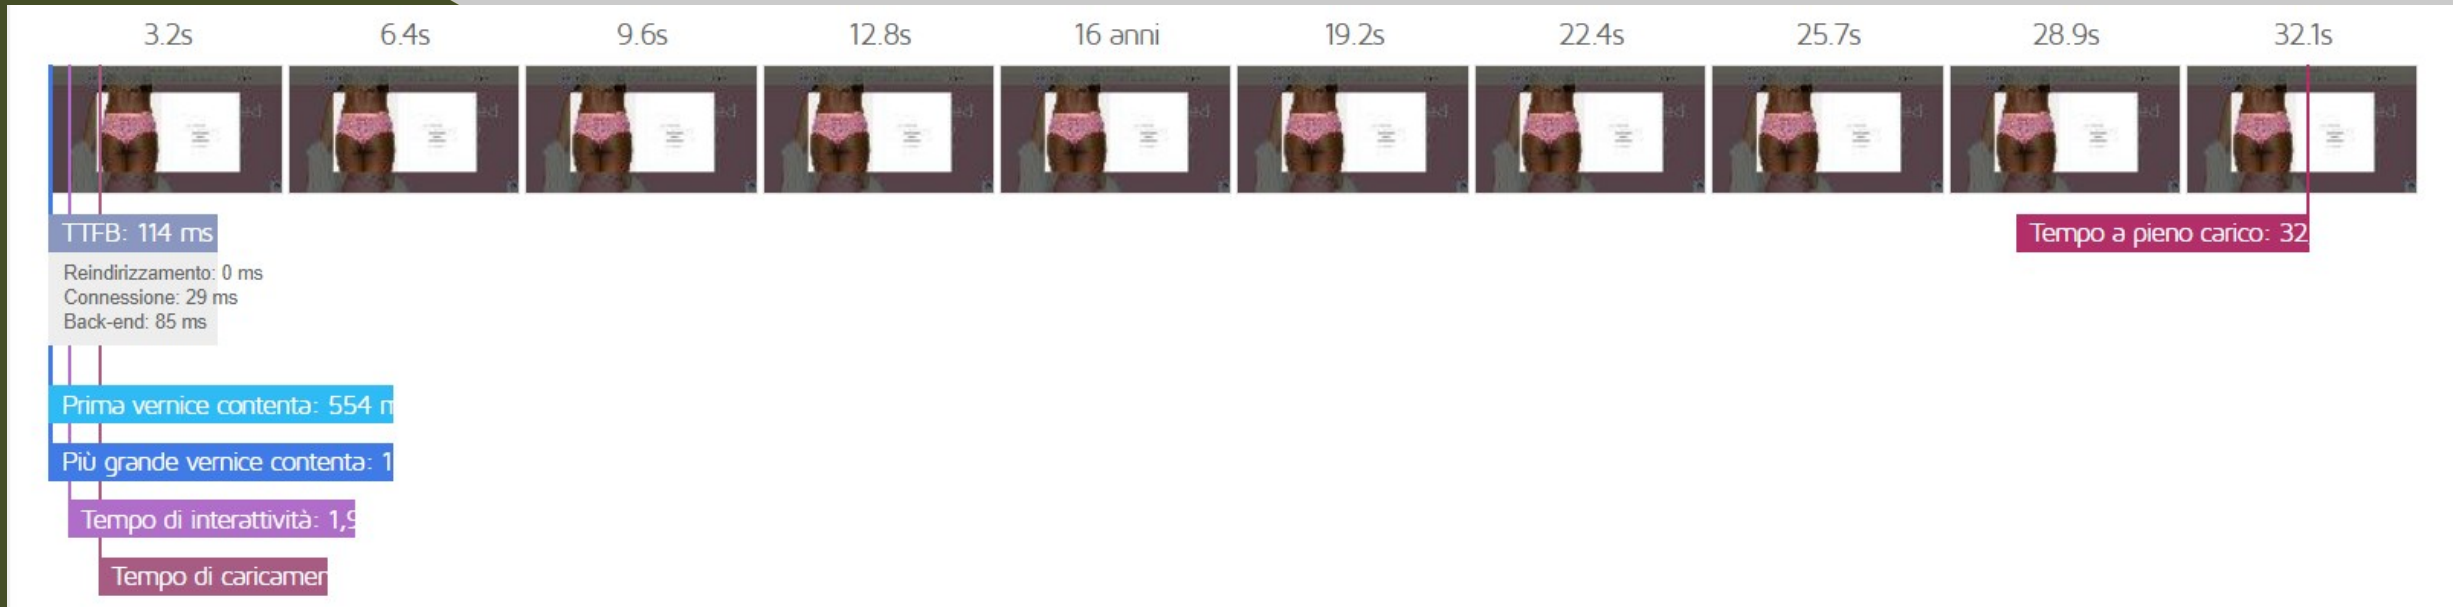 3.2s 6.4s 9.6s 12.8s 16 anni 19.2s 22.4s 25.7s 28.9s 32.1s
TTFB: 114 ms
Tempo a pieno carico: 32
Reindirizzamento: 0 ms
Connessione: 29 ms
Back-end: 85 ms
Prima vernice contenta: 554 m
Più grande vernice contenta: 1
Tempo di interattività: 1,9
Tempo di caricamen